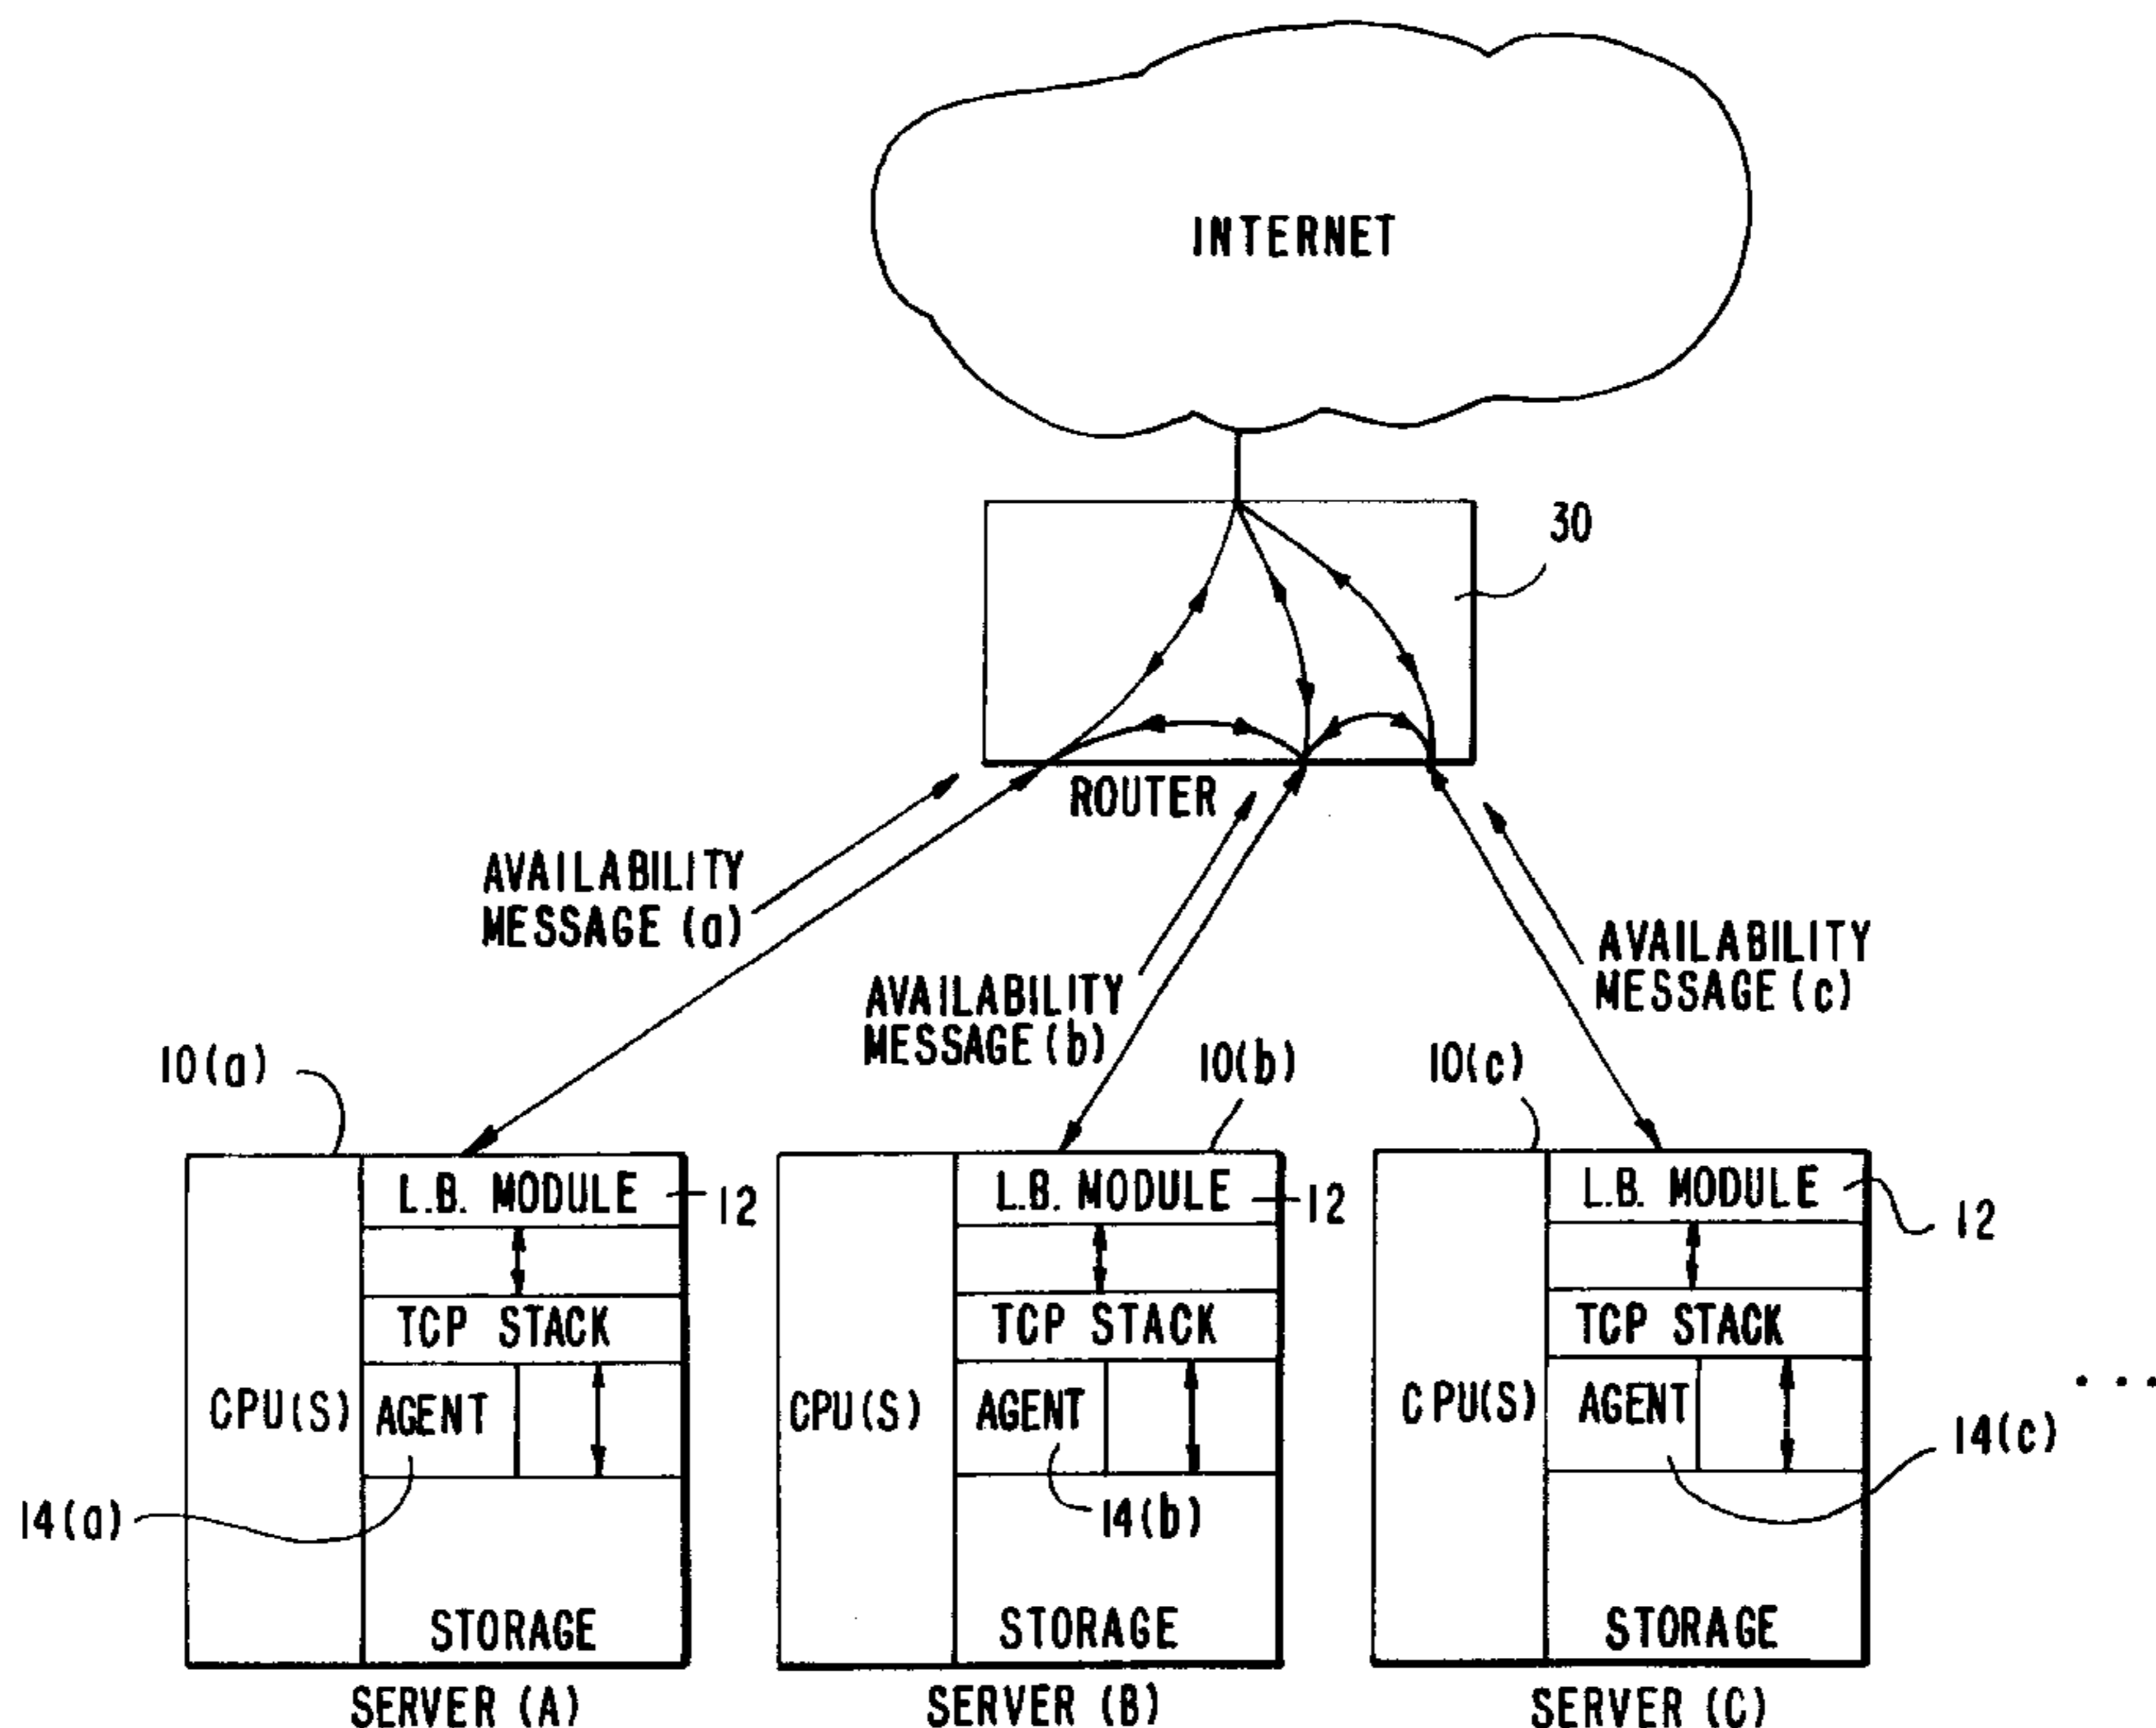 INTERNET
30
ROUTER
AVAILABILITY
MESSAGE (a)
AVAILABILITY
MESSAGE (b)
AVAILABILITY
MESSAGE (c)
10(a)
10(b)
10(c)
L.B. MODULE
12
L.B. MODULE
12
L.B. MODULE
12
TCP STACK
TCP STACK
TCP STACK
CPU(S)
AGENT
CPU(S)
AGENT
CPU(S)
AGENT
. . .
14(a)
14(b)
14(c)
STORAGE
STORAGE
STORAGE
SERVER (A)
SERVER (B)
SERVER (C)